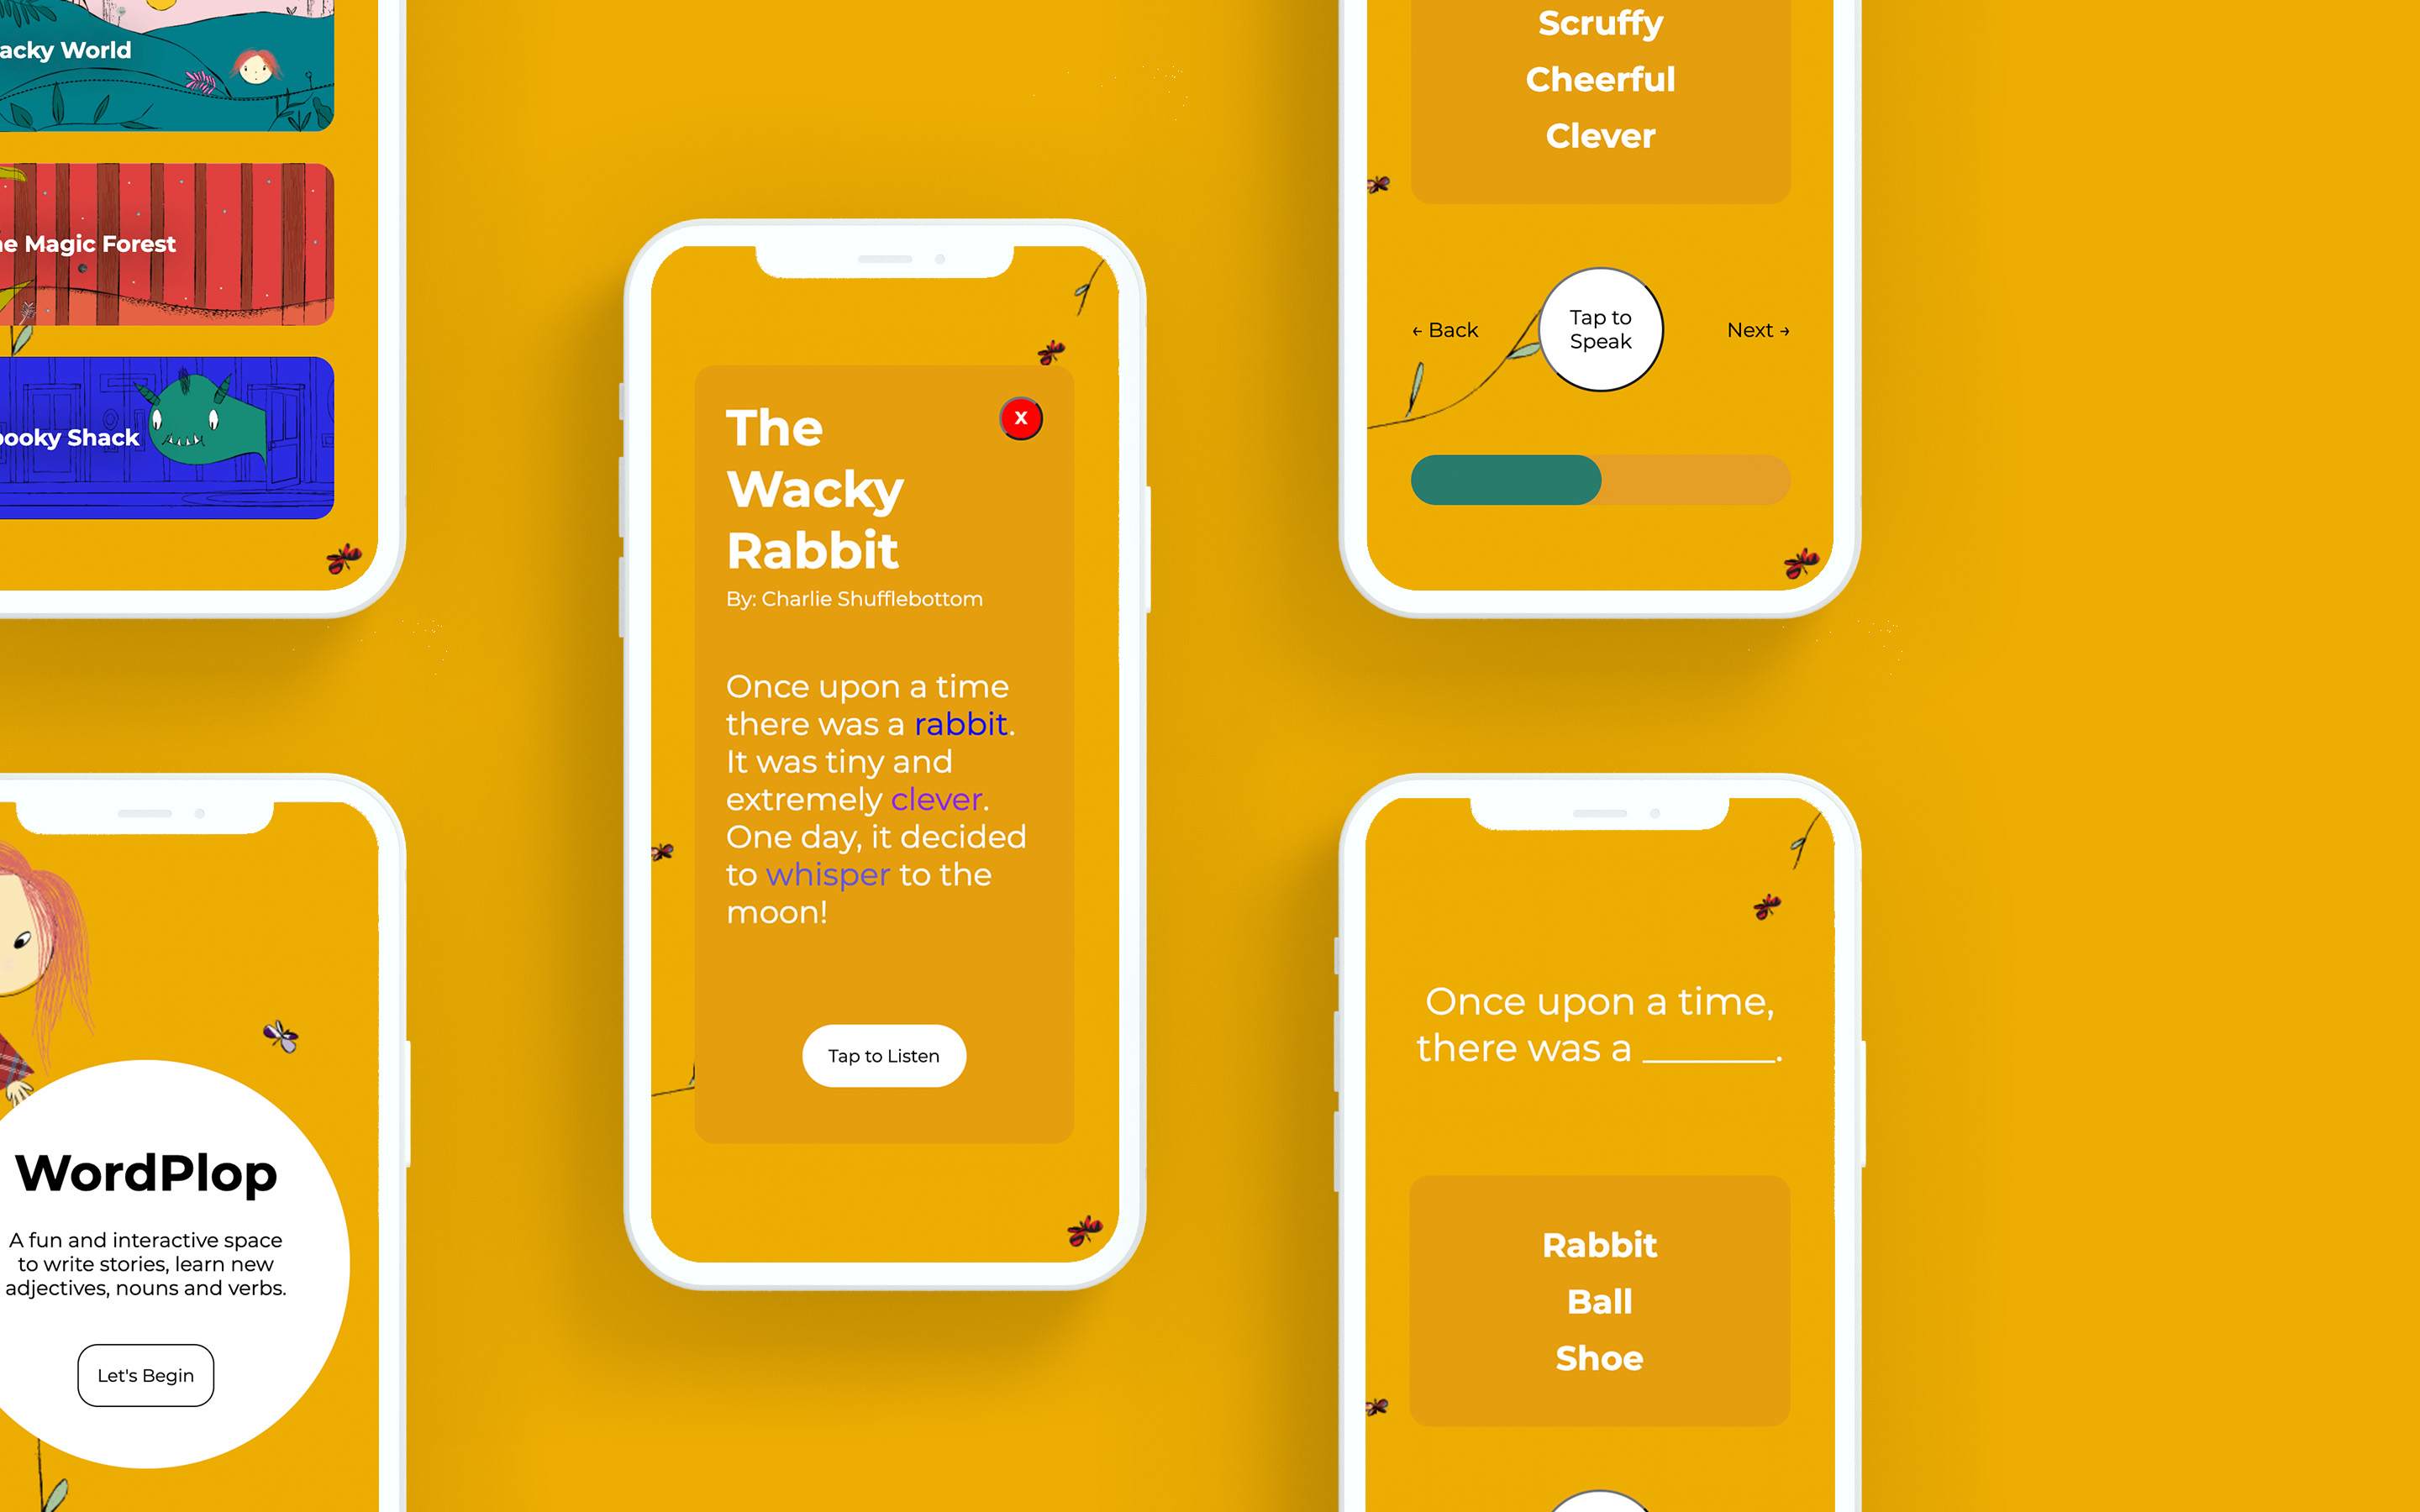 acky World
e Magic Forest
ooky Shack
WordPlop
A fun and interactive space
to write stories, learn new
adjectives, nouns and verbs.
Let's Begin
The
Wacky
Rabbit
X
By: Charlie Shufflebottom
Once upon a time
there was a rabbit.
It was tiny and
extremely clever.
One day, it decided
to whisper to the
moon!
Tap to Listen
Scruffy
Cheerful
Clever
← Back
Tap to
Speak
Next →
Once upon a time,
there was a ______.
Rabbit
Ball
Shoe